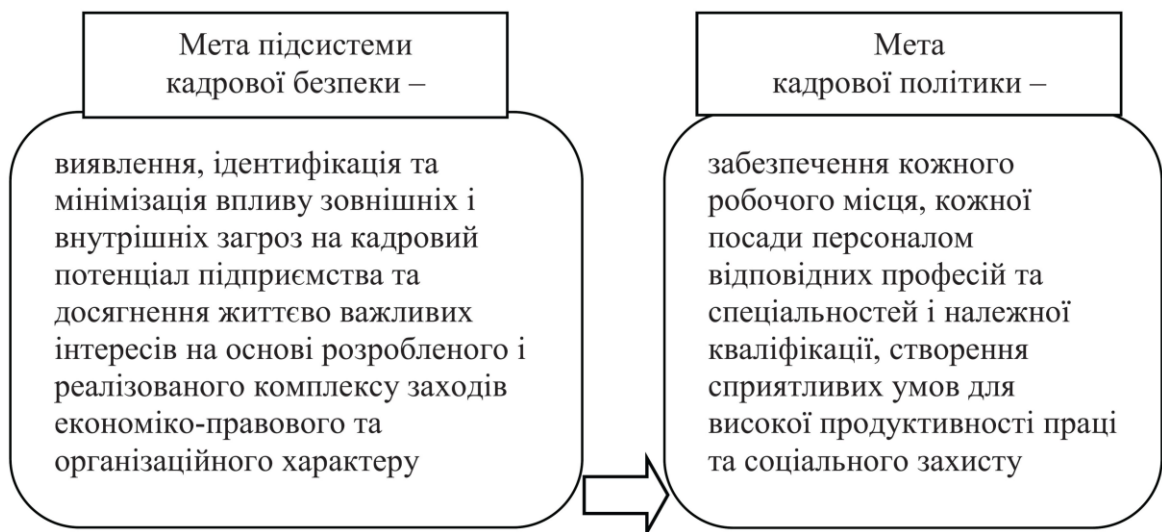 Мета підсистеми
кадрової безпеки –
виявлення, ідентифікація та
мінімізація впливу зовнішніх і
внутрішніх загроз на кадровий
потенціал підприємства та
досягнення життєво важливих
інтересів на основі розробленого і
реалізованого комплексу заходів
економіко-правового та
організаційного характеру
Мета
кадрової політики –
забезпечення кожного
робочого місця, кожної
посади персоналом
відповідних професій та
спеціальностей і належної
кваліфікації, створення
сприятливих умов для
високої продуктивності праці
та соціального захисту